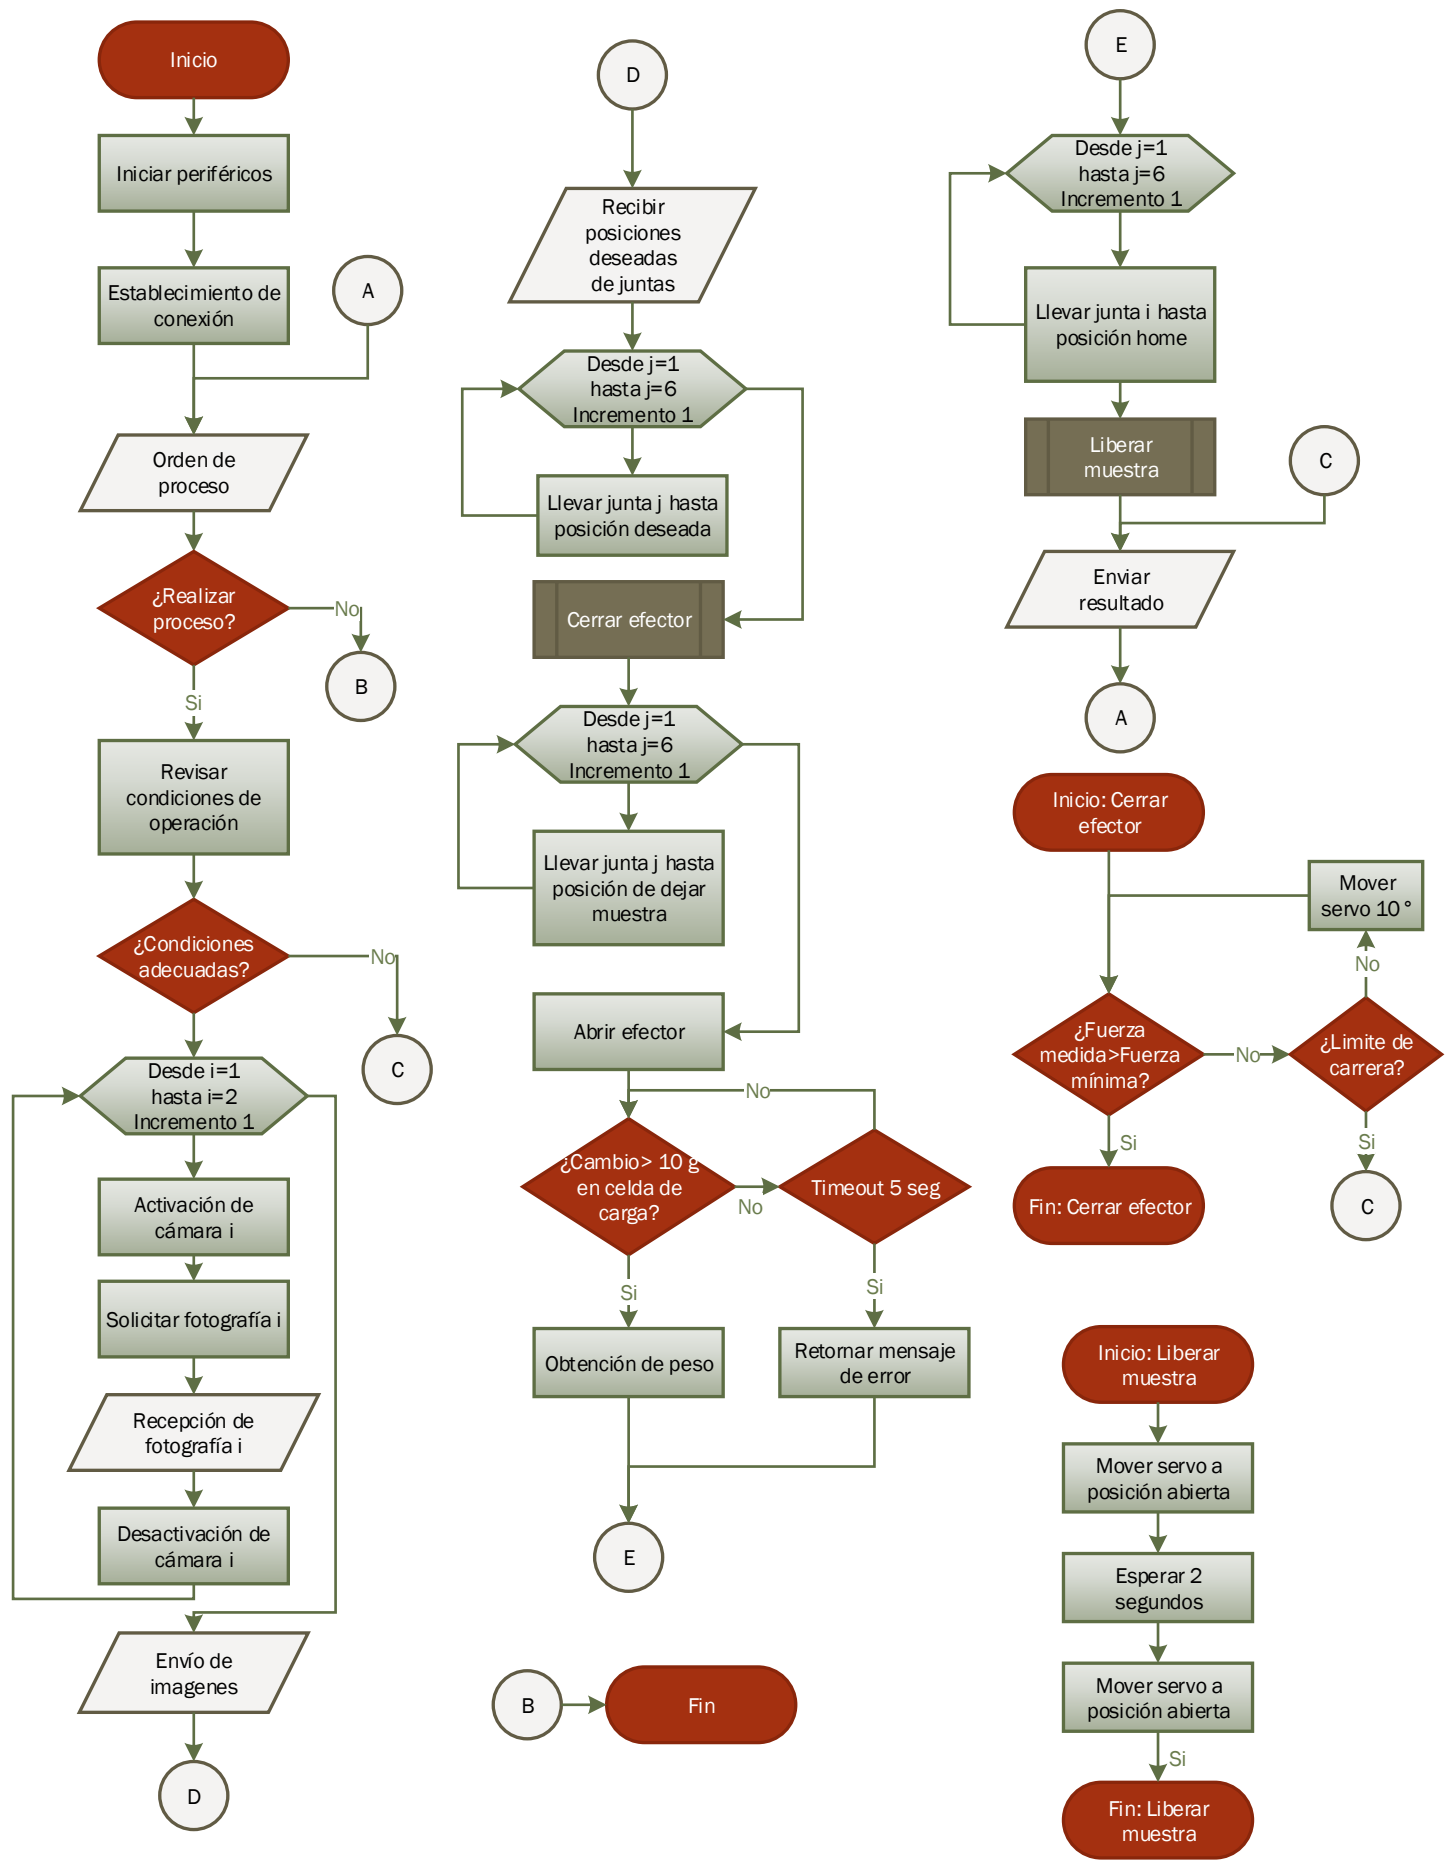 Inicio
Iniciar periféricos
Establecimiento de
conexión
A
Orden de
proceso
¿Realizar
proceso?
No
B
Si
Revisar
condiciones de
operación
¿Condiciones
adecuadas?
No
C
Desde i=1
hasta i=2
Incremento 1
Activación de
cámara i
Solicitar fotografía i
Recepción de
fotografía i
Desactivación de
cámara i
Envío de
imagenes
D
D
Recibir
posiciones
deseadas
de juntas
Desde j=1
hasta j=6
Incremento 1
Llevar junta j hasta
posición deseada
Cerrar efector
Desde j=1
hasta j=6
Incremento 1
Llevar junta j hasta
posición de dejar
muestra
Abrir efector
No
¿Cambio> 10 g
en celda de
carga?
No
Timeout 5 seg
Si
Si
Obtención de peso
Retornar mensaje
de error
E
B
Fin
E
Desde j=1
hasta j=6
Incremento 1
Llevar junta i hasta
posición home
Liberar
muestra
C
Enviar
resultado
A
Inicio: Cerrar
efector
Mover
servo 10°
No
¿Fuerza
medida>Fuerza
mínima?
No
¿Limite de
carrera?
Si
Si
Fin: Cerrar efector
C
Inicio: Liberar
muestra
Mover servo a
posición abierta
Esperar 2
segundos
Mover servo a
posición abierta
Si
Fin: Liberar
muestra